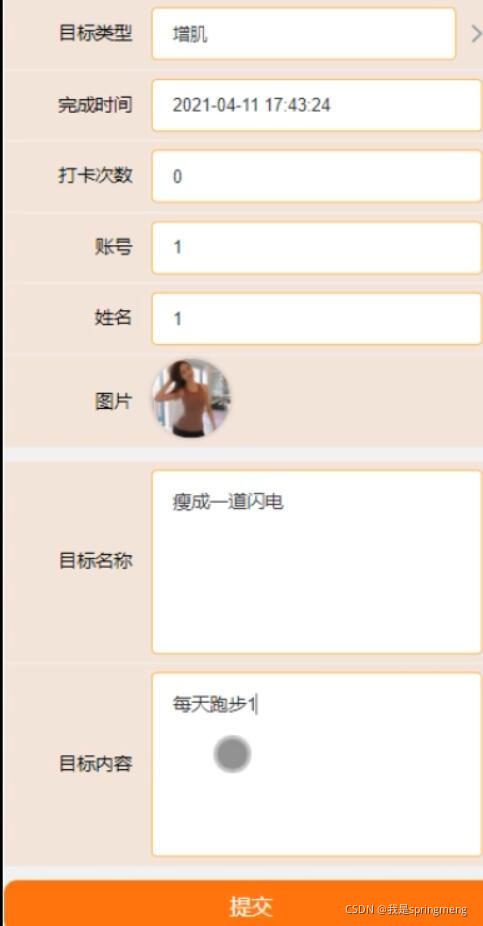 目标类型 增肌
完成时间 2021-04-11 17:43:24
打卡次数 0
账号 1
姓名 1
图片
目标名称 瘦成一道闪电
目标内容 每天跑步1
提交
CSDN @我是springmeng